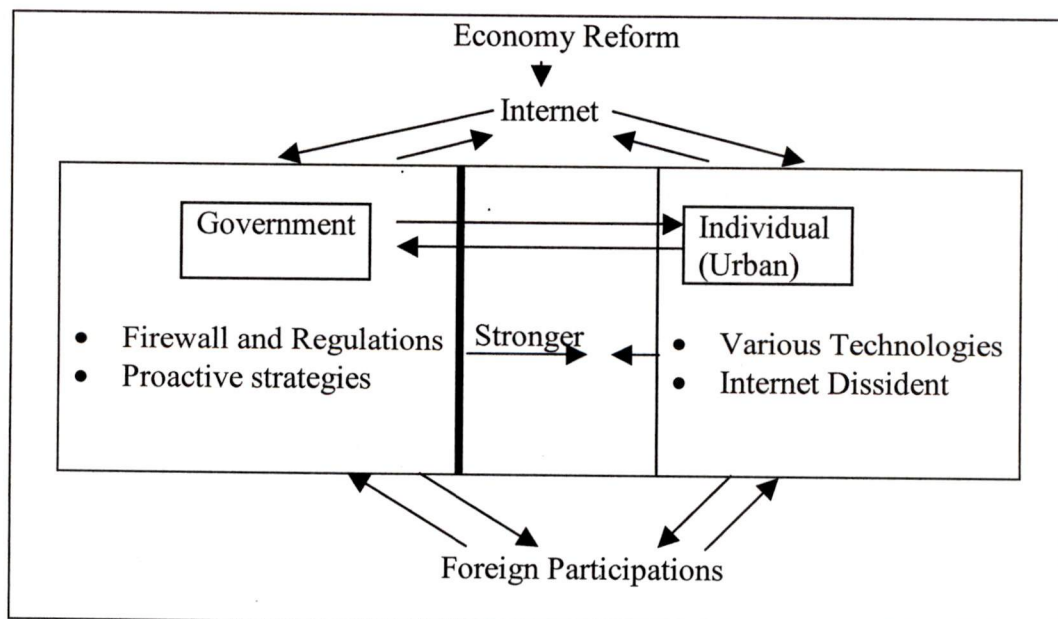 Economy Reform
Internet
Government
Individual
(Urban)
• Firewall and Regulations
• Proactive strategies
Stronger
• Various Technologies
• Internet Dissident
Foreign Participations